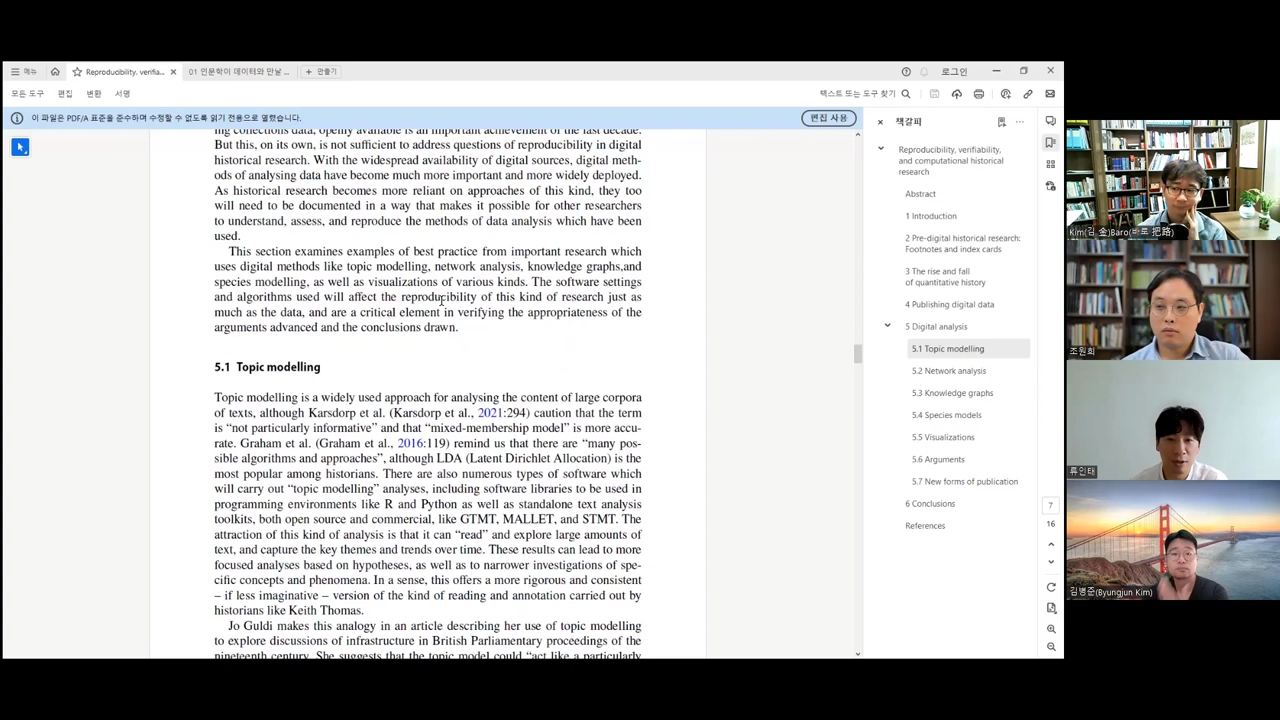 메뉴
Reproducibility. verifia...
01 인문학이 데이터와 만날 ...
만들기
로그인
모든 도구
편집
변환
서명
텍스트 또는 도구 찾기
이 파일은 PDF/A 표준을 준수하며 수정할 수 없도록 읽기 전용으로 열렸습니다.
편집 사용
ing collections data, openly available is an important achievement of the last decade.
But this, on its own, is not sufficient to address questions of reproducibility in digital
historical research. With the widespread availability of digital sources, digital meth-
ods of analysing data have become much more important and more widely deployed.
As historical research becomes more reliant on approaches of this kind, they too
will need to be documented in a way that makes it possible for other researchers
to understand, assess, and reproduce the methods of data analysis which have been
used.
This section examines examples of best practice from important research which
uses digital methods like topic modelling, network analysis, knowledge graphs,and
species modelling, as well as visualizations of various kinds. The software settings
and algorithms used will affect the reproducibility of this kind of research just as
much as the data, and are a critical element in verifying the appropriateness of the
arguments advanced and the conclusions drawn.
5.1 Topic modelling
Topic modelling is a widely used approach for analysing the content of large corpora
of texts, although Karsdorp et al. (Karsdorp et al., 2021:294) caution that the term
is “not particularly informative” and that “mixed-membership model” is more accu-
rate. Graham et al. (Graham et al., 2016:119) remind us that there are “many pos-
sible algorithms and approaches”, although LDA (Latent Dirichlet Allocation) is the
most popular among historians. There are also numerous types of software which
will carry out “topic modelling” analyses, including software libraries to be used in
programming environments like R and Python as well as standalone text analysis
toolkits, both open source and commercial, like GTMT, MALLET, and STMT. The
attraction of this kind of analysis is that it can “read” and explore large amounts of
text, and capture the key themes and trends over time. These results can lead to more
focused analyses based on hypotheses, as well as to narrower investigations of spe-
cific concepts and phenomena. In a sense, this offers a more rigorous and consistent
– if less imaginative – version of the kind of reading and annotation carried out by
historians like Keith Thomas.
Jo Guldi makes this analogy in an article describing her use of topic modelling
to explore discussions of infrastructure in British Parliamentary proceedings of the
nineteenth century. She suggests that the topic model could “act like a particularly
책갈피
Reproducibility, verifiability,
and computational historical
research
Abstract
1 Introduction
2 Pre-digital historical research:
Footnotes and index cards
3 The rise and fall
of quantitative history
4 Publishing digital data
5 Digital analysis
5.1 Topic modelling
5.2 Network analysis
5.3 Knowledge graphs
5.4 Species models
5.5 Visualizations
5.6 Arguments
5.7 New forms of publication
6 Conclusions
References
7
16
Kim(김 金)Baro(바로 把路)
조원희
류인태
김병준(Byungjun Kim)